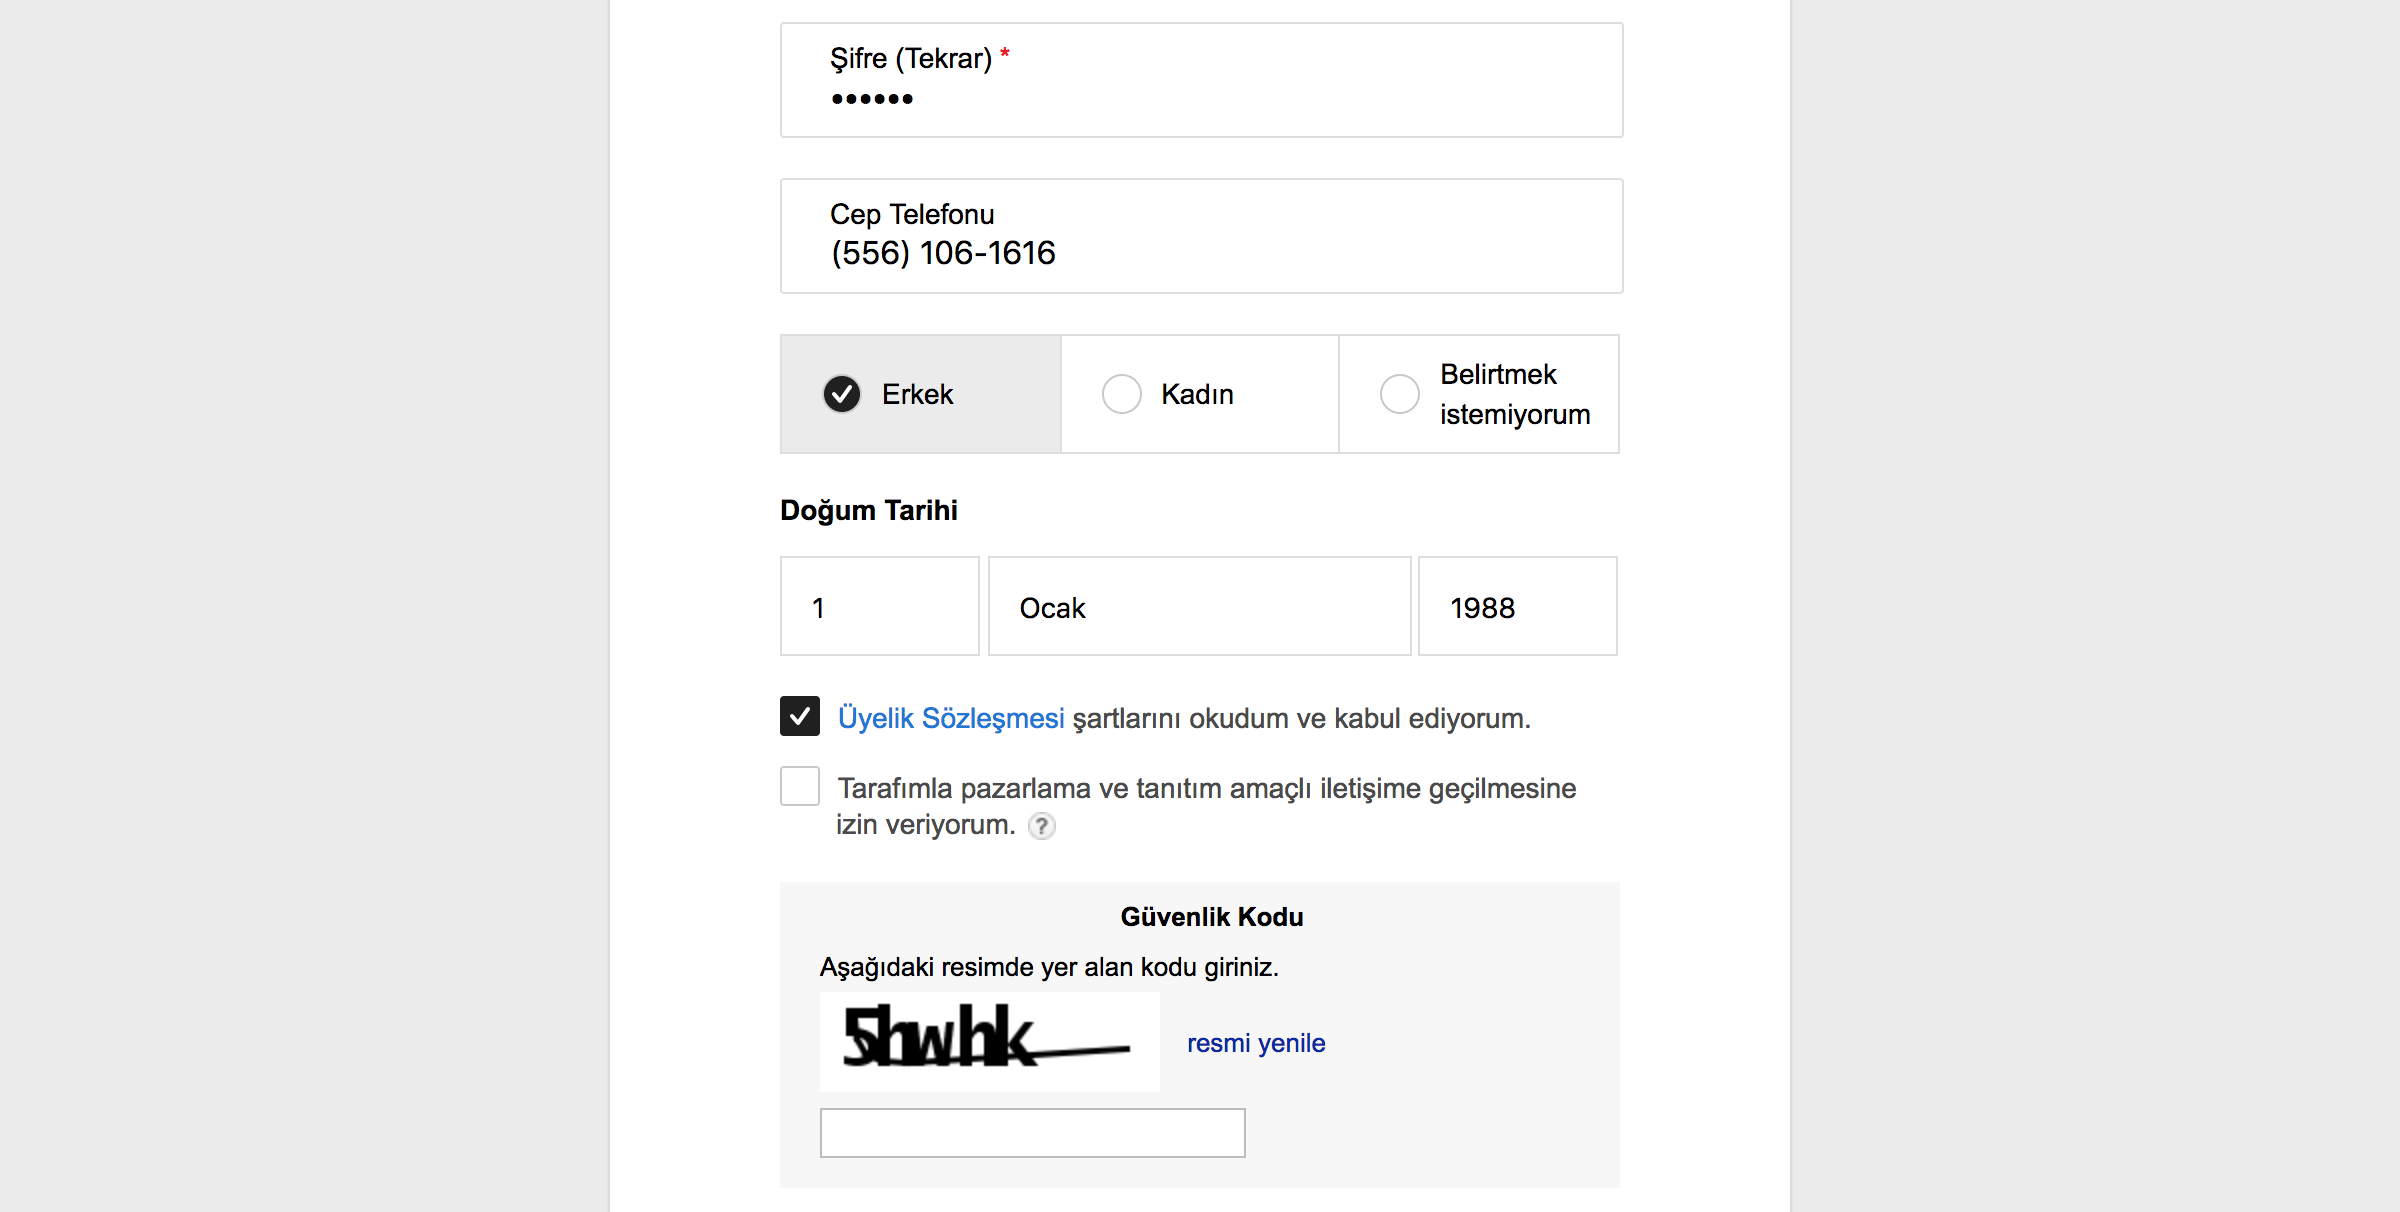 Şifre (Tekrar) *
••••••
Cep Telefonu
(556) 106-1616
Erkek
Kadın
Belirtmek
istemiyorum
Doğum Tarihi
1
Ocak
1988
Üyelik Sözleşmesi şartlarını okudum ve kabul ediyorum.
Tarafımla pazarlama ve tanıtım amaçlı iletişime geçilmesine
izin veriyorum. ?
Güvenlik Kodu
Aşağıdaki resimde yer alan kodu giriniz.
resmi yenile